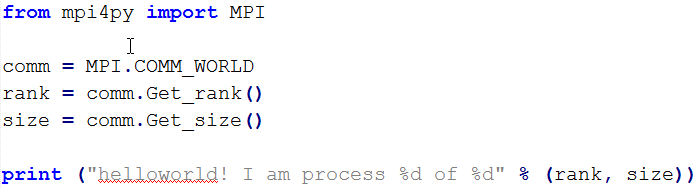 from mpi4py import MPI
comm = MPI.COMM_WORLD
rank = comm.Get_rank()
size = comm.Get_size()
print ("helloworld! I am process %d of %d" % (rank, size))